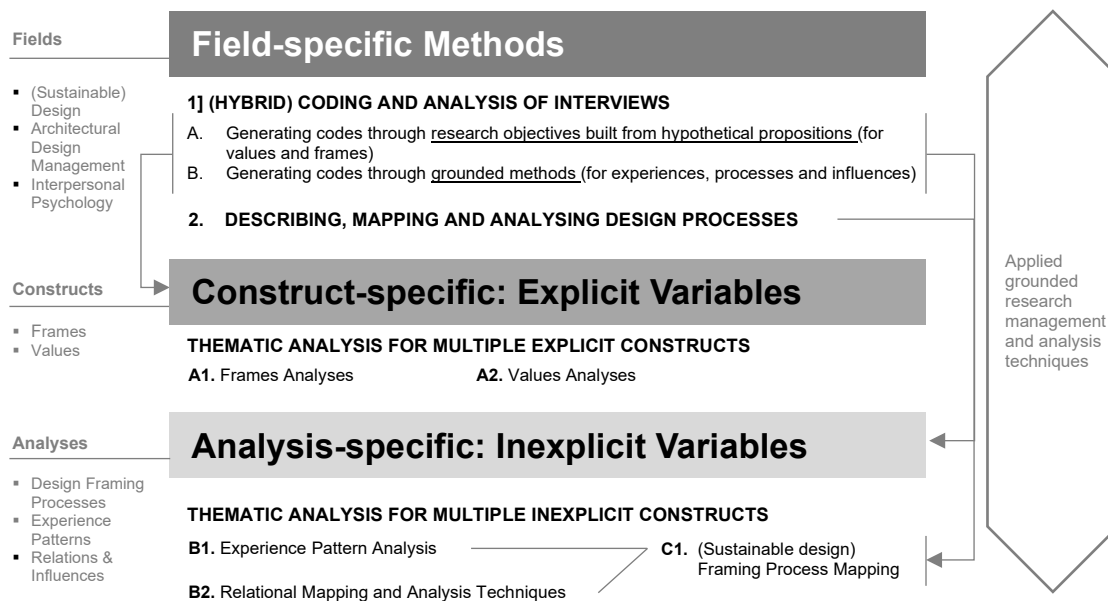 Fields
(Sustainable)
Design
Architectural
Design
Management
Interpersonal
Psychology
Field-specific Methods
1] (HYBRID) CODING AND ANALYSIS OF INTERVIEWS
A. Generating codes through research objectives built from hypothetical propositions (for
values and frames)
B. Generating codes through grounded methods (for experiences, processes and influences)
2. DESCRIBING, MAPPING AND ANALYSING DESIGN PROCESSES
Constructs
Frames
Values
Construct-specific: Explicit Variables
THEMATIC ANALYSIS FOR MULTIPLE EXPLICIT CONSTRUCTS
A1. Frames Analyses A2. Values Analyses
Analyses
Design Framing
Processes
Experience
Patterns
Relations &
Influences
Analysis-specific: Inexplicit Variables
THEMATIC ANALYSIS FOR MULTIPLE INEXPLICIT CONSTRUCTS
B1. Experience Pattern Analysis
B2. Relational Mapping and Analysis Techniques
C1. (Sustainable design)
Framing Process Mapping
Applied
grounded
research
management
and analysis
techniques